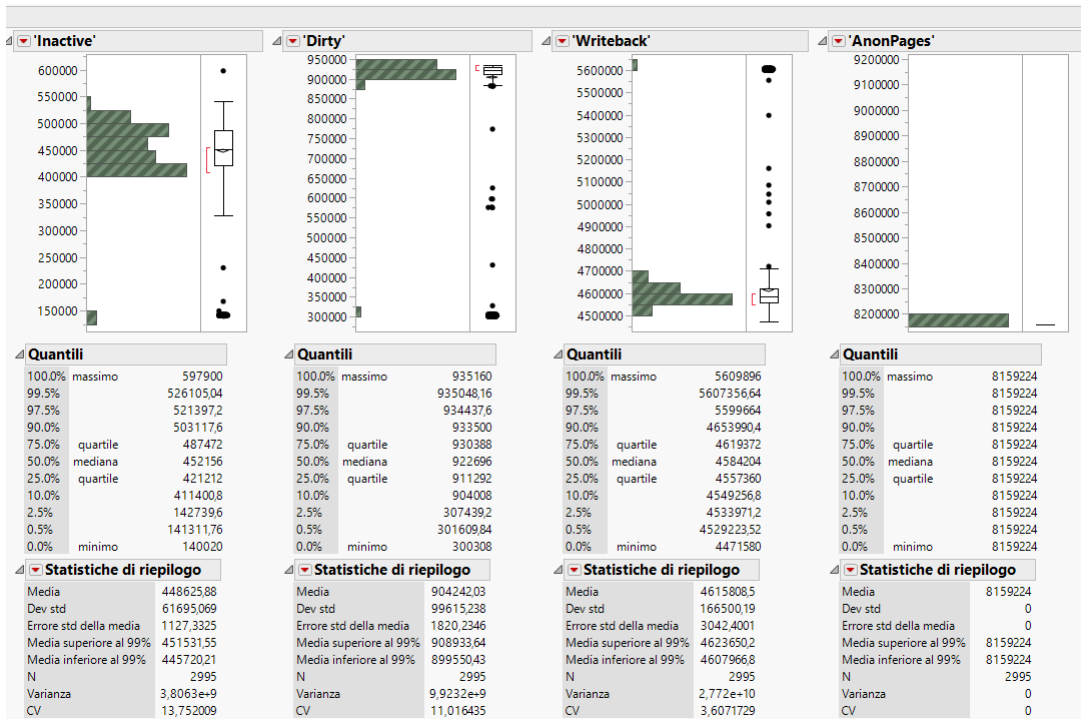 'Inactive' 'Dirty' 'Writeback' 'AnonPages'
600000 950000 5600000 9200000
550000 900000 5500000 9100000
500000 850000 5400000 9000000
450000 800000 5300000 8900000
400000 750000 5200000 8800000
350000 700000 5100000 8700000
300000 650000 5000000 8600000
250000 600000 4900000 8500000
200000 550000 4800000 8400000
150000 500000 4700000 8300000
450000 4600000 8200000
400000 4500000
350000
300000
Quantili Quantili Quantili Quantili
100.0% massimo 597900 100.0% massimo 935160 100.0% massimo 5609896 100.0% massimo 8159224
99.5% 526105,04 99.5% 935048,16 99.5% 5607356,64 99.5% 8159224
97.5% 521397,2 97.5% 934437,6 97.5% 5599664 97.5% 8159224
90.0% 503117,6 90.0% 933500 90.0% 4653990,4 90.0% 8159224
75.0% quartile 487472 75.0% quartile 930388 75.0% quartile 4619372 75.0% quartile 8159224
50.0% mediana 452156 50.0% mediana 922696 50.0% mediana 4584204 50.0% mediana 8159224
25.0% quartile 421212 25.0% quartile 911292 25.0% quartile 4557360 25.0% quartile 8159224
10.0% 411400,8 10.0% 904008 10.0% 4549256,8 10.0% 8159224
2.5% 142739,6 2.5% 307439,2 2.5% 4533971,2 2.5% 8159224
0.5% 141311,76 0.5% 301609,84 0.5% 4529223,52 0.5% 8159224
0.0% minimo 140020 0.0% minimo 300308 0.0% minimo 4471580 0.0% minimo 8159224
Statistiche di riepilogo Statistiche di riepilogo Statistiche di riepilogo Statistiche di riepilogo
Media 448625,88 Media 904242,03 Media 4615808,5 Media 8159224
Dev std 61695,069 Dev std 99615,238 Dev std 166500,19 Dev std 0
Errore std della media 1127,3325 Errore std della media 1820,2346 Errore std della media 3042,4001 Errore std della media 0
Media superiore al 99% 451531,55 Media superiore al 99% 908933,64 Media superiore al 99% 4623650,2 Media superiore al 99% 8159224
Media inferiore al 99% 445720,21 Media inferiore al 99% 899550,43 Media inferiore al 99% 4607966,8 Media inferiore al 99% 8159224
N 2995 N 2995 N 2995 N 2995
Varianza 3,8063e+9 Varianza 9,9232e+9 Varianza 2,772e+10 Varianza 0
CV 13,752009 CV 11,016435 CV 3,6071729 CV 0